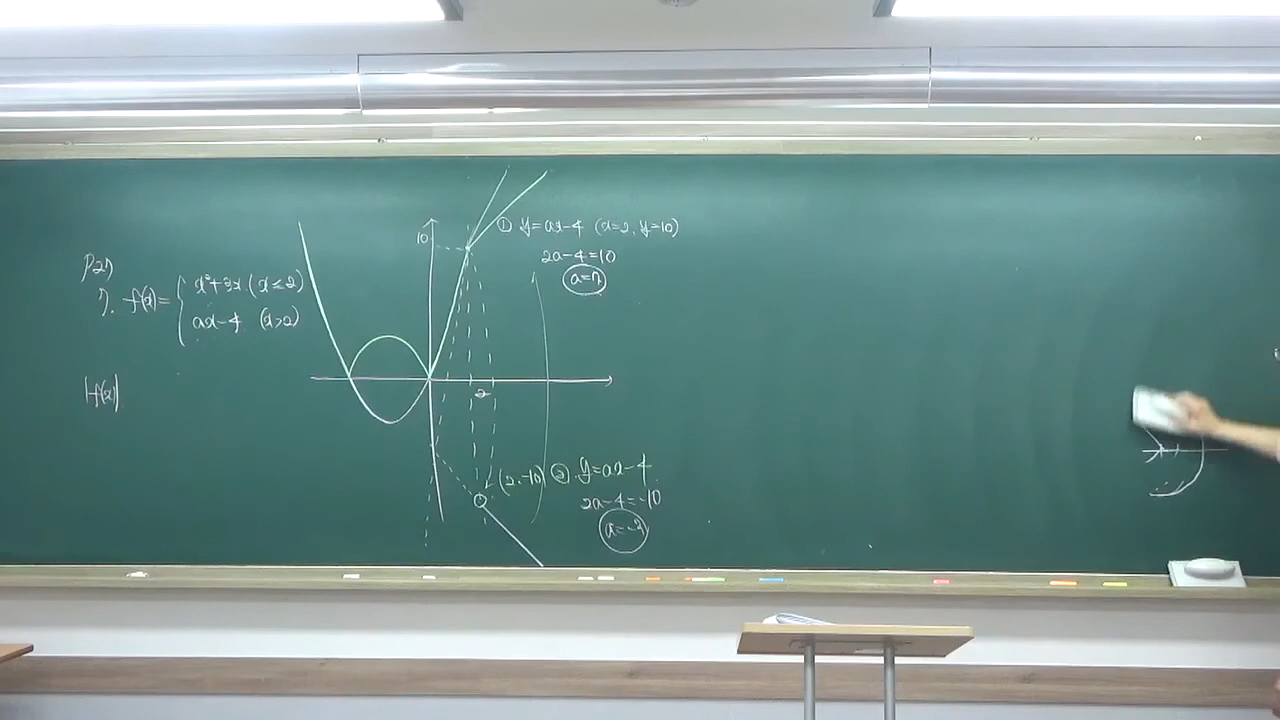 p27
7. f(x)= { x²+3x (x≤2)
ax-4 (x>2)
|f(x)|
10
2
① y=ax-4 (x=2, y=10)
2a-4=10
a=7
(2,-10) ② y=ax-4
2a-4=-10
a=-3